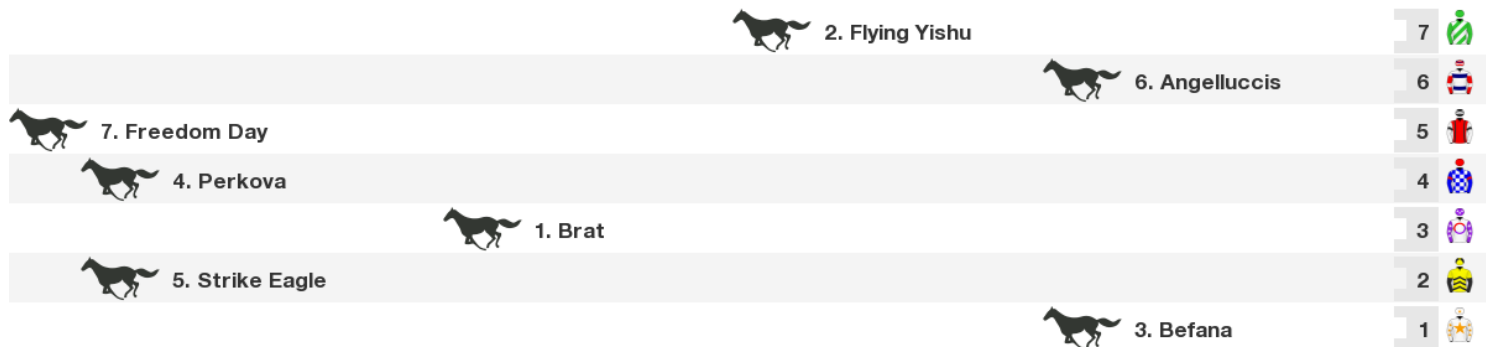 2. Flying Yishu 7
6. Angelluccis 6
7. Freedom Day 5
4. Perkova 4
1. Brat 3
5. Strike Eagle 2
3. Befana 1